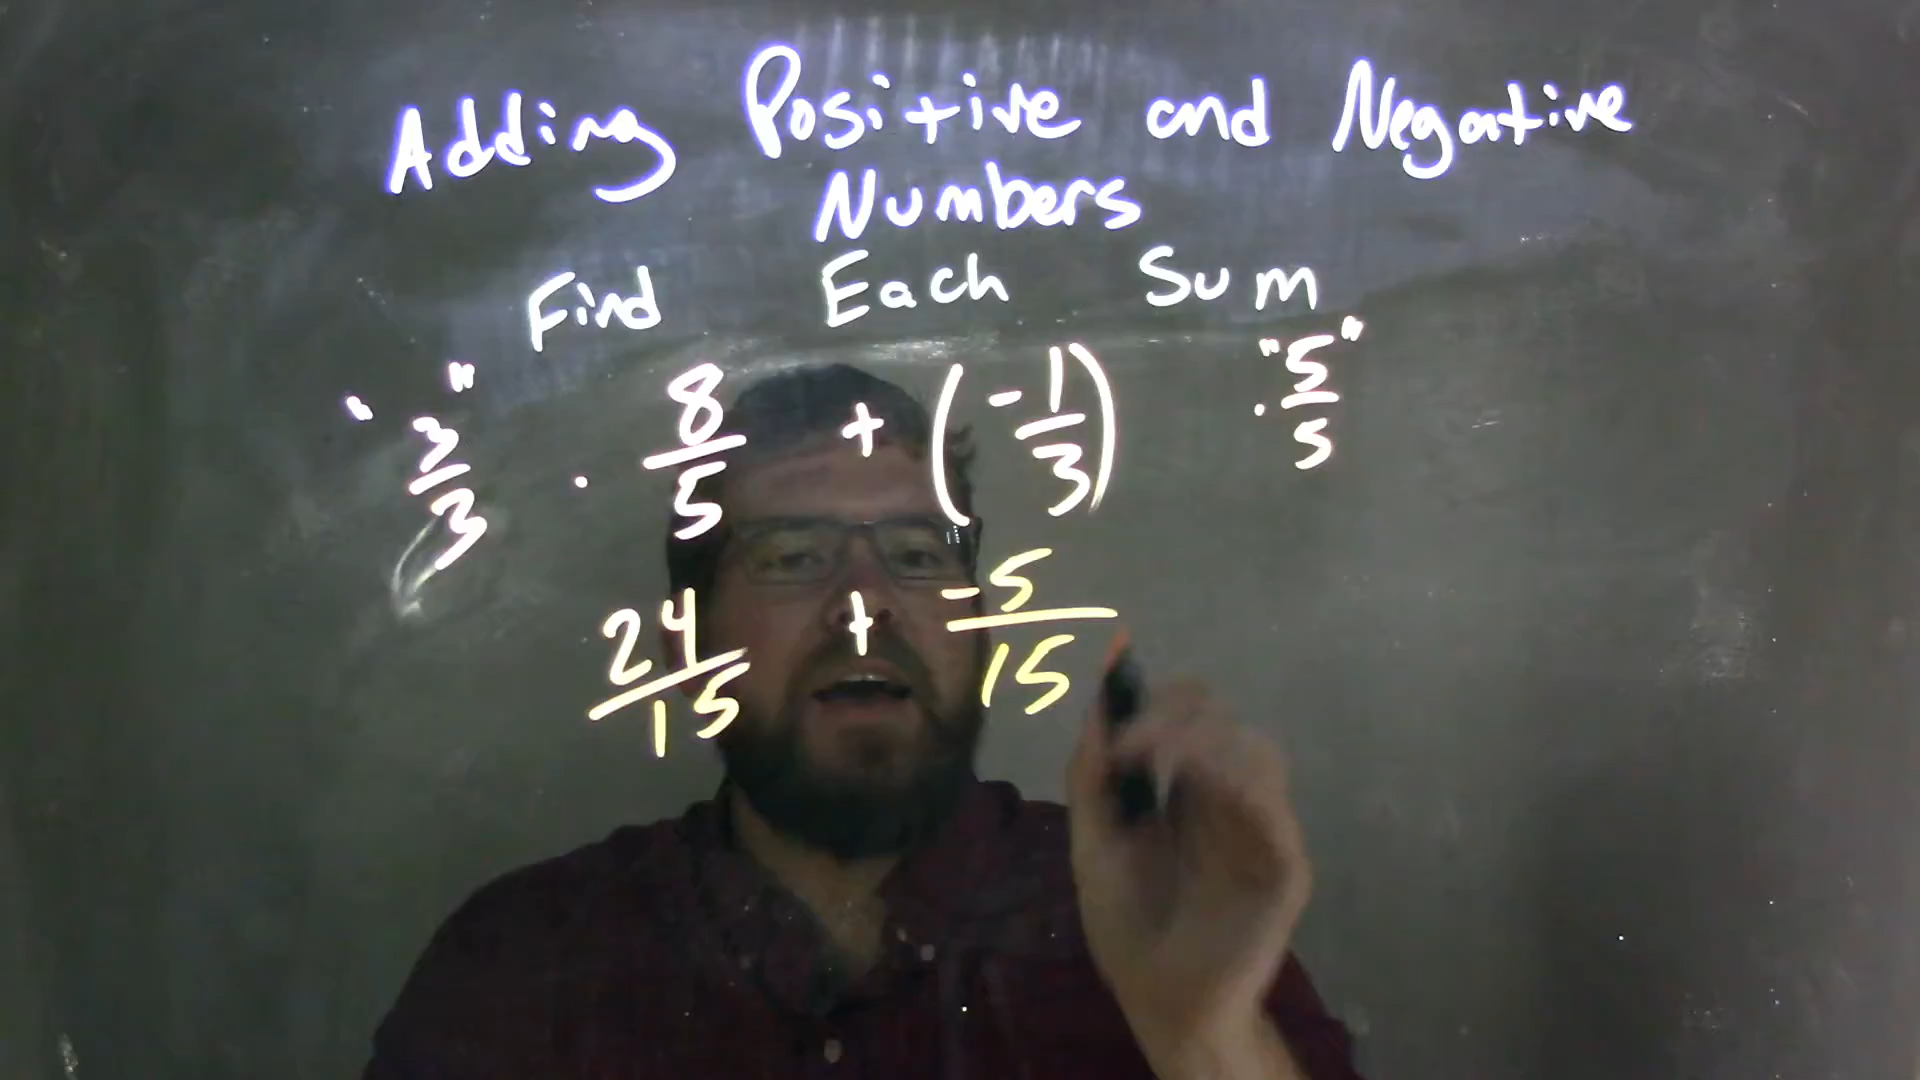 Adding Positive and Negative
Numbers
Find Each Sum
"3/3" · 8/5 + (-1/3) · "5/5"
24/15 + -5/15